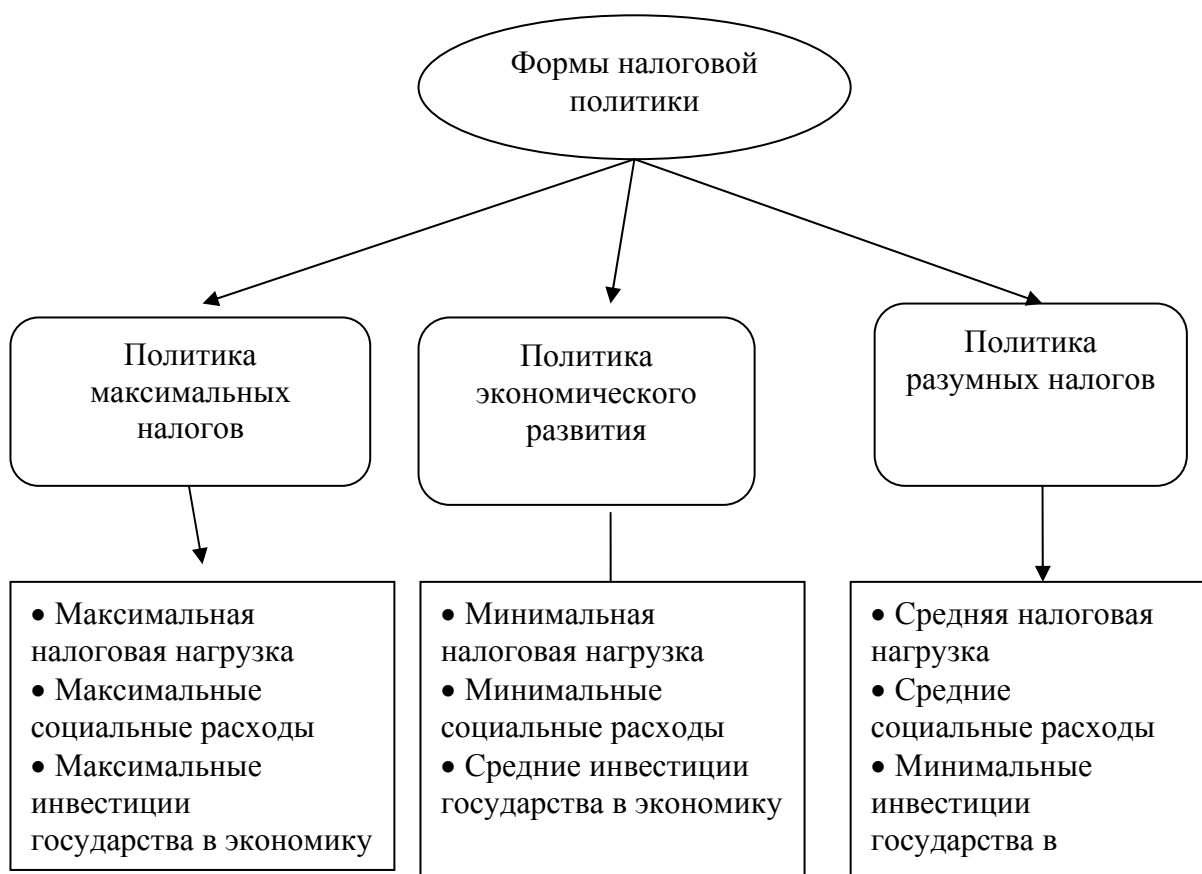 Формы налоговой
политики
Политика
максимальных
налогов
Политика
экономического
развития
Политика
разумных налогов
• Максимальная
налоговая нагрузка
• Максимальные
социальные расходы
• Максимальные
инвестиции
государства в экономику
• Минимальная
налоговая нагрузка
• Минимальные
социальные расходы
• Средние инвестиции
государства в экономику
• Средняя налоговая
нагрузка
• Средние
социальные расходы
• Минимальные
инвестиции
государства в